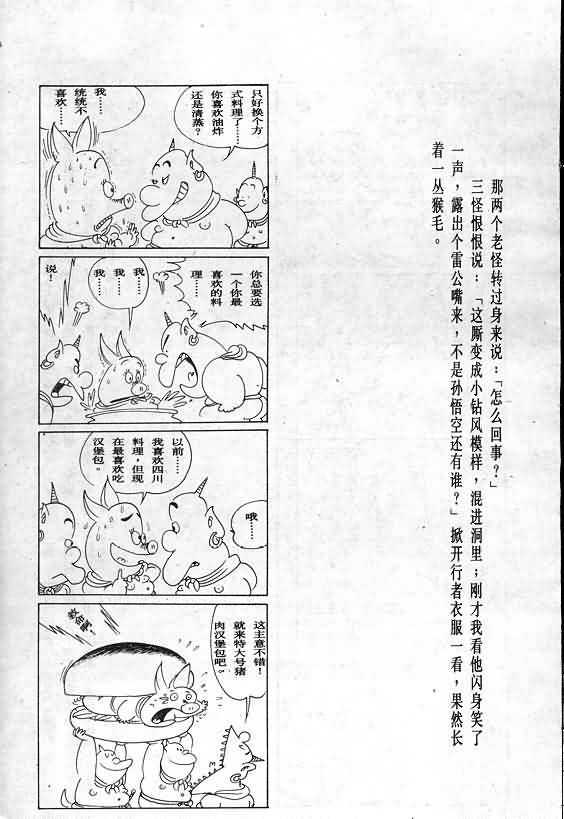 那两个老怪转过身来说：「怎么回事？」
三怪恨恨说：「这厮变成小钻风模样，混进洞里；刚才我看他闪身笑了
一声，露出个雷公嘴来，不是孙悟空还有谁？」掀开行者衣服一看，果然长
着一丛猴毛。
只好换个方
式料理了……
你喜欢油炸
还是清蒸？
我……
统统不
喜欢……
你总要选
一个你最
喜欢的料
理……
我……
我……
我……
说！
哦……
以前……
我喜欢四川
料理，但现
在最喜欢吃
汉堡包。
这主意不错！
就来特大号猪
肉汉堡包吧。
救命啊！